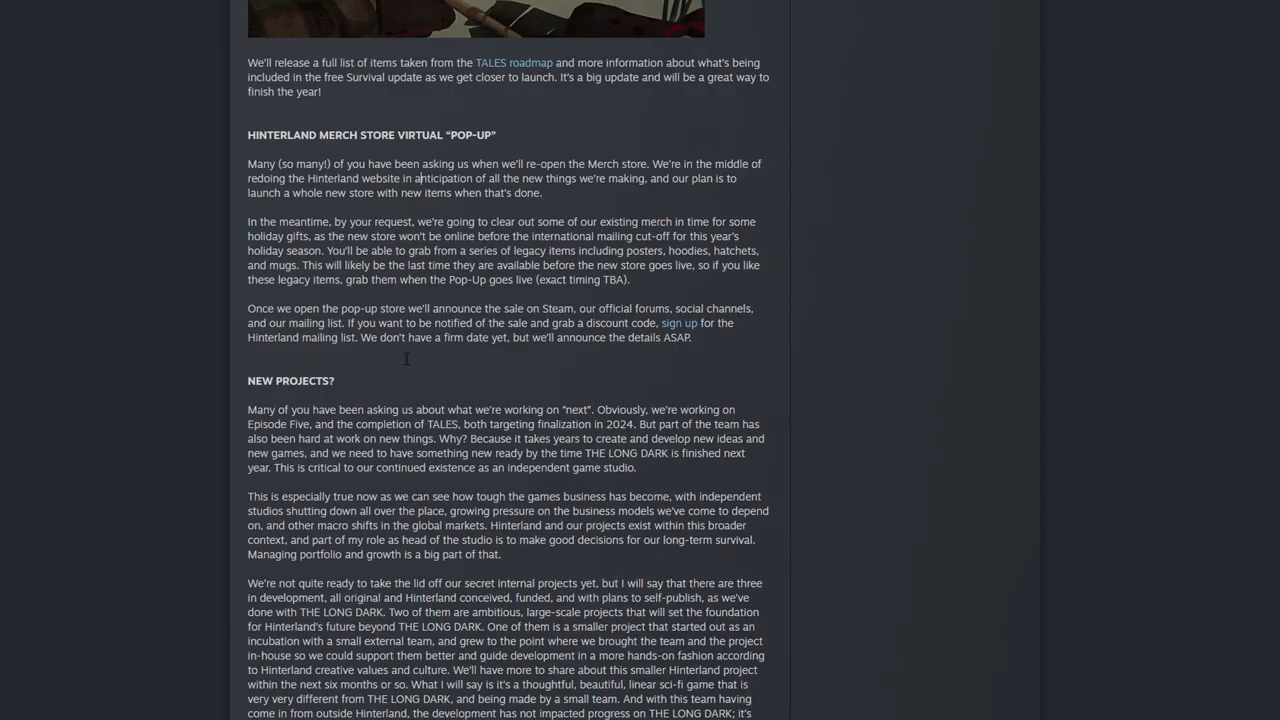 We'll release a full list of items taken from the TALES roadmap and more information about what's being
included in the free Survival update as we get closer to launch. It's a big update and will be a great way to
finish the year!
HINTERLAND MERCH STORE VIRTUAL “POP-UP”
Many (so many!) of you have been asking us when we'll re-open the Merch store. We're in the middle of
redoing the Hinterland website in anticipation of all the new things we're making, and our plan is to
launch a whole new store with new items when that's done.
In the meantime, by your request, we're going to clear out some of our existing merch in time for some
holiday gifts, as the new store won't be online before the international mailing cut-off for this year's
holiday season. You'll be able to grab from a series of legacy items including posters, hoodies, hatchets,
and mugs. This will likely be the last time they are available before the new store goes live, so if you like
these legacy items, grab them when the Pop-Up goes live (exact timing TBA).
Once we open the pop-up store we'll announce the sale on Steam, our official forums, social channels,
and our mailing list. If you want to be notified of the sale and grab a discount code, sign up for the
Hinterland mailing list. We don't have a firm date yet, but we'll announce the details ASAP.
NEW PROJECTS?
Many of you have been asking us about what we're working on "next". Obviously, we're working on
Episode Five, and the completion of TALES, both targeting finalization in 2024. But part of the team has
also been hard at work on new things. Why? Because it takes years to create and develop new ideas and
new games, and we need to have something new ready by the time THE LONG DARK is finished next
year. This is critical to our continued existence as an independent game studio.
This is especially true now as we can see how tough the games business has become, with independent
studios shutting down all over the place, growing pressure on the business models we've come to depend
on, and other macro shifts in the global markets. Hinterland and our projects exist within this broader
context, and part of my role as head of the studio is to make good decisions for our long-term survival.
Managing portfolio and growth is a big part of that.
We're not quite ready to take the lid off our secret internal projects yet, but I will say that there are three
in development, all original and Hinterland conceived, funded, and with plans to self-publish, as we've
done with THE LONG DARK. Two of them are ambitious, large-scale projects that will set the foundation
for Hinterland's future beyond THE LONG DARK. One of them is a smaller project that started out as an
incubation with a small external team, and grew to the point where we brought the team and the project
in-house so we could support them better and guide development in a more hands-on fashion according
to Hinterland creative values and culture. We'll have more to share about this smaller Hinterland project
within the next six months or so. What I will say is it's a thoughtful, beautiful, linear sci-fi game that is
very very different from THE LONG DARK, and being made by a small team. And with this team having
come in from outside Hinterland, the development has not impacted progress on THE LONG DARK; it's